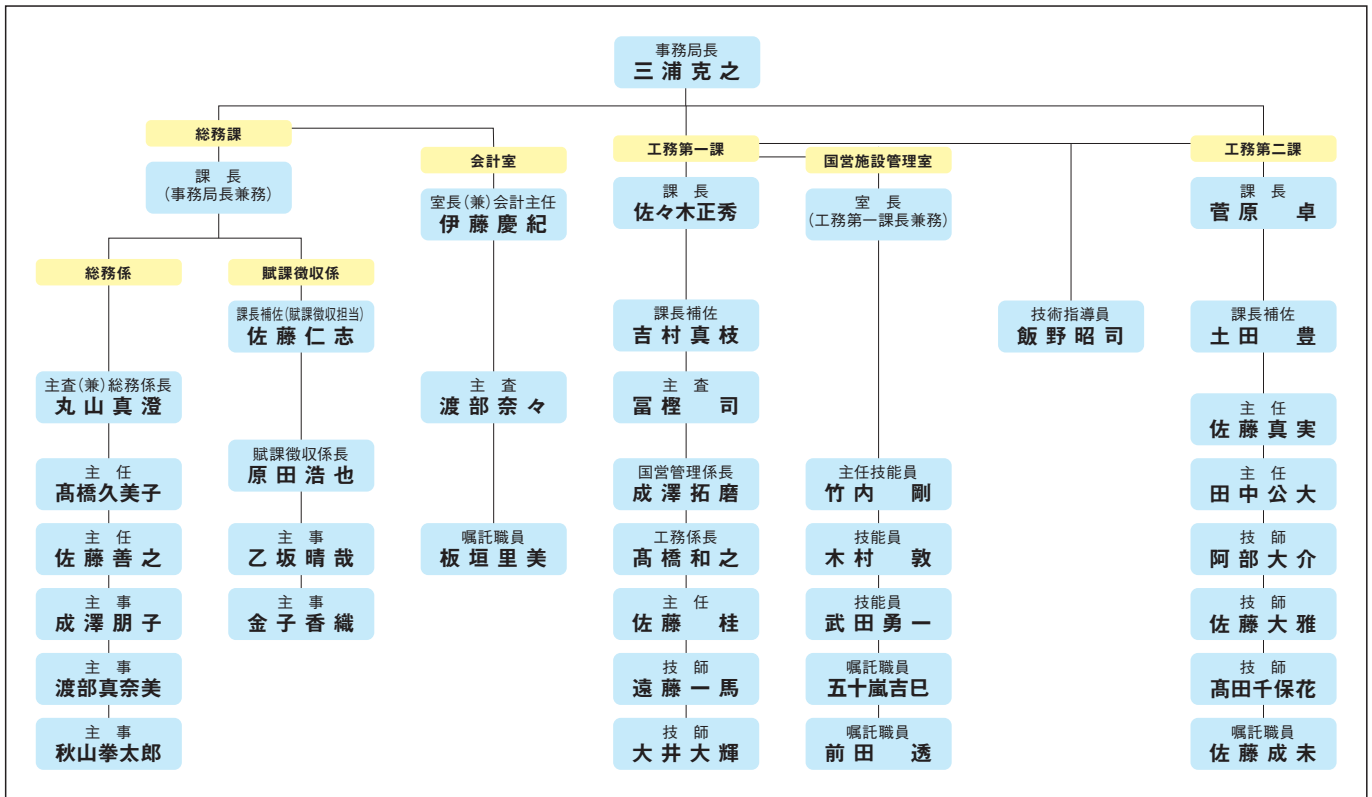 事務局長
三浦克之
総務課
課　長
(事務局長兼務)
総務係
主査(兼)総務係長
丸山真澄
主　任
髙橋久美子
主　任
佐藤善之
主　事
成澤朋子
主　事
渡部真奈美
主　事
秋山拳太郎
賦課徴収係
課長補佐(賦課徴収担当)
佐藤仁志
賦課徴収係長
原田浩也
主　事
乙坂晴哉
主　事
金子香織
会計室
室長(兼)会計主任
伊藤慶紀
主　査
渡部奈々
嘱託職員
板垣里美
工務第一課
課　長
佐々木正秀
課長補佐
吉村真枝
主　査
冨樫　司
国営管理係長
成澤拓磨
工務係長
髙橋和之
主　任
佐藤　桂
技　師
遠藤一馬
技　師
大井大輝
国営施設管理室
室　長
(工務第一課長兼務)
主任技能員
竹内　剛
技能員
木村　敦
技能員
武田勇一
嘱託職員
五十嵐吉巳
嘱託職員
前田　透
技術指導員
飯野昭司
工務第二課
課　長
菅原　卓
課長補佐
土田　豊
主　任
佐藤真実
主　任
田中公大
技　師
阿部大介
技　師
佐藤大雅
技　師
髙田千保花
嘱託職員
佐藤成未